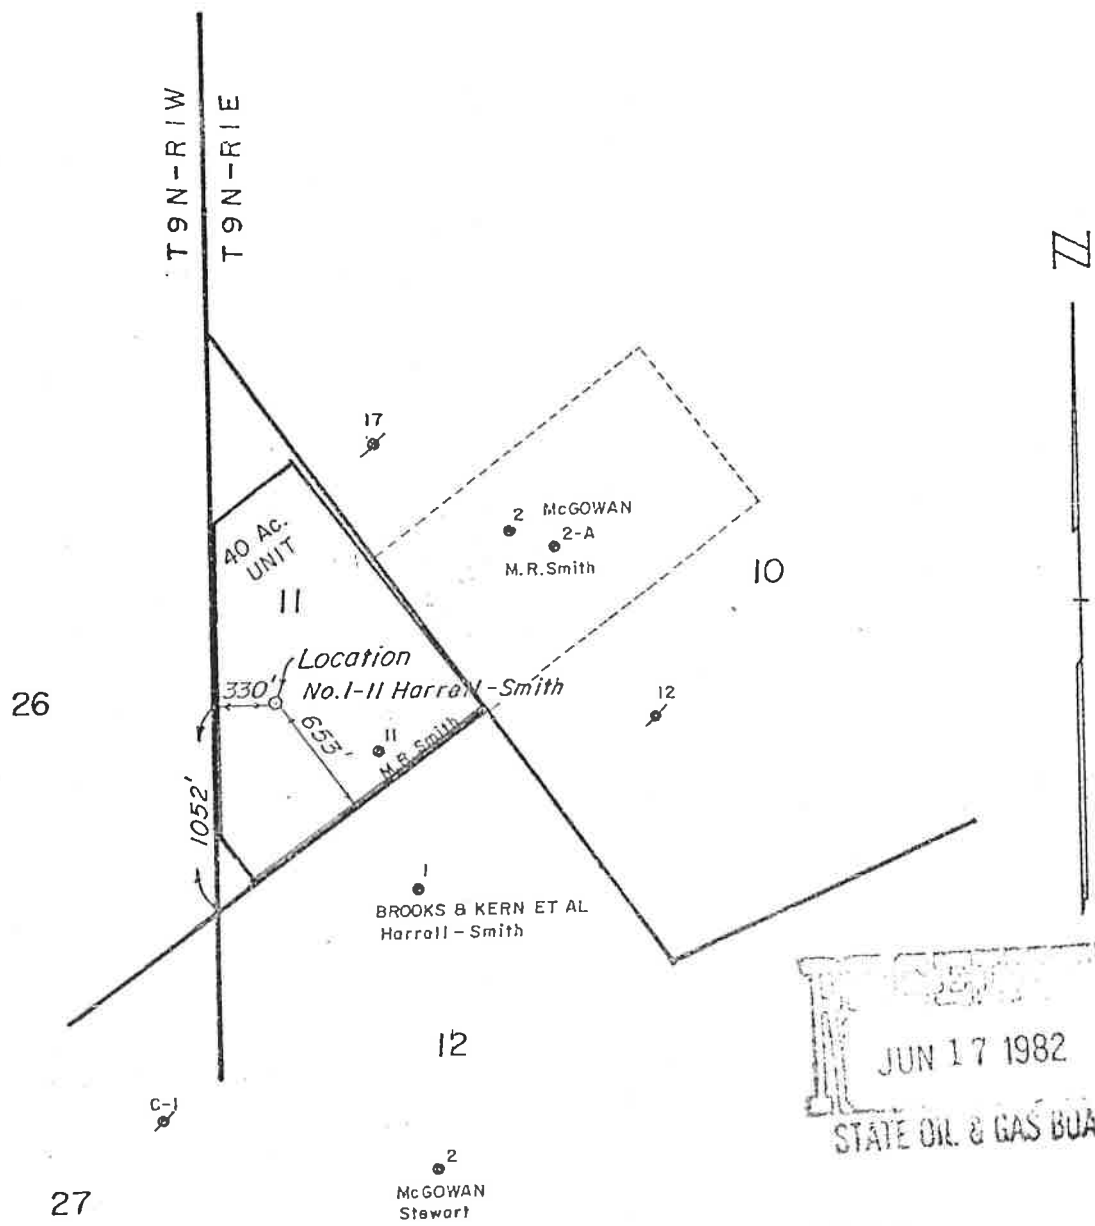 T9N-R1W
T9N-R1E
N
17
McGOWAN
2
2-A
M.R.Smith
10
40 Ac.
UNIT
11
Location
No.1-11 Harrall-Smith
330'
26
12
653'
11
M.R. Smith
1052'
1
BROOKS & KERN ET AL
Harrall-Smith
12
JUN 17 1982
STATE OIL & GAS BOA
C-1
2
McGOWAN
Stewart
27